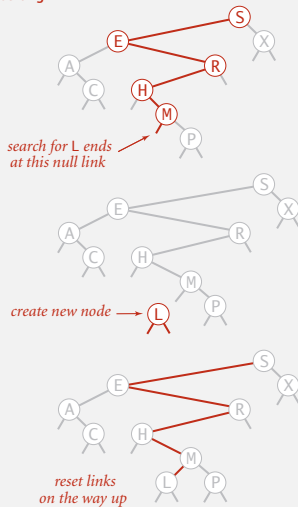 S
E
X
A
R
C
H
M
P
search for L ends
at this null link
S
E
X
A
R
C
H
M
P
create new node
L
S
E
X
A
R
C
H
M
L
P
reset links
on the way up